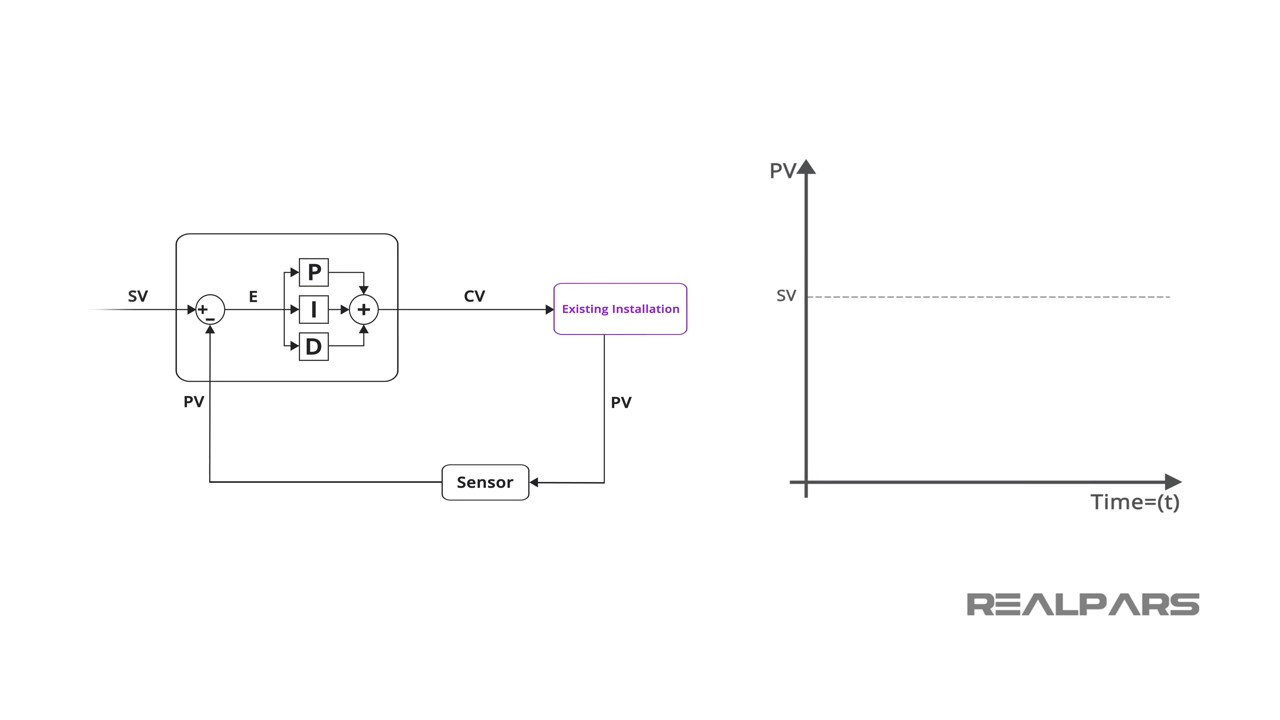 SV
+
−
E
P
I
D
+
CV
Existing Installation
PV
PV
Sensor
PV
SV
Time=(t)
REALPARS